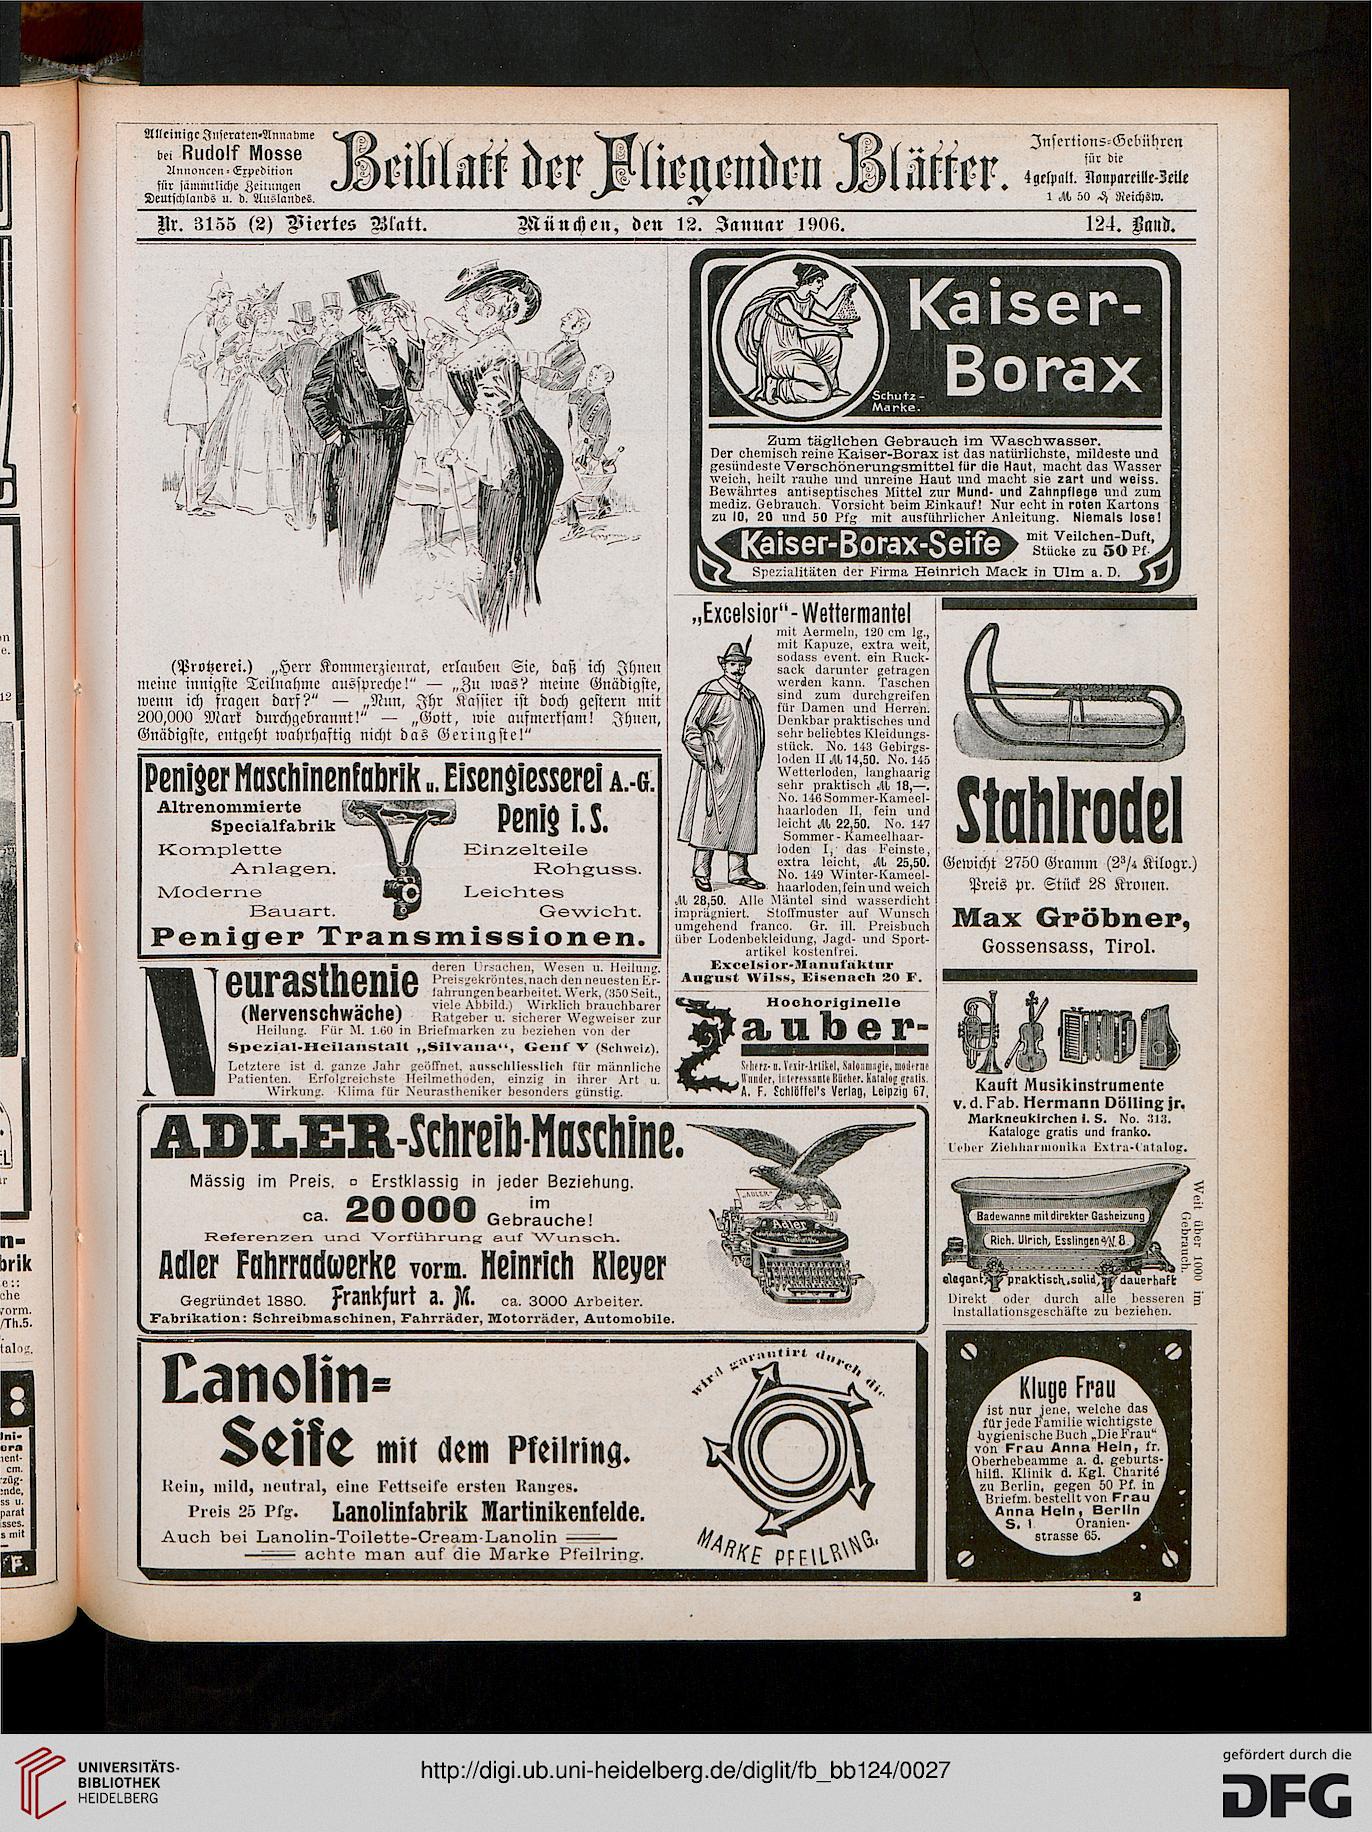 Alleinige Inseraten-Annahme
bei Rudolf Mosse
Annoncen-Expedition
für sämmtliche Zeitungen
Deutschlands u. d. Auslandes.
Beiblatt der Fliegenden Blätter.
Insertions-Gebühren
für die
4gespalt. Nonpareille-Zeile
1 ℳ 50 ₰ Reichsw.
Nr. 3155 (2) Viertes Blatt. München, den 12. Januar 1906. 124. Band.
(Protzerei.) „Herr Kommerzienrat, erlauben Sie, daß ich Ihnen
meine innigste Teilnahme ausspreche!“ — „Zu was? meine Gnädigste,
wenn ich fragen darf?“ — „Nun, Ihr Kassier ist doch gestern mit
200,000 Mark durchgebrannt!“ — „Gott, wie aufmerksam! Ihnen,
Gnädigste, entgeht wahrhaftig nicht das Geringste!“
Peniger Maschinenfabrik u. Eisengiesserei A.-G.
Altrenommierte
Specialfabrik
Penig i. S.
Komplette
Anlagen.
Einzelteile
Rohguss.
Moderne
Bauart.
Leichtes
Gewicht.
Peniger Transmissionen.
Neurasthenie
(Nervenschwäche)
deren Ursachen, Wesen u. Heilung.
Preisgekröntes, nach den neuesten Er-
fahrungen bearbeitet. Werk, (350 Seit.,
viele Abbild.) Wirklich brauchbarer
Ratgeber u. sicherer Wegweiser zur
Heilung. Für M. 1.60 in Briefmarken zu beziehen von der
Spezial-Heilanstalt „Silvana“, Genf V (Schweiz).
Letztere ist d. ganze Jahr geöffnet, ausschliesslich für männliche
Patienten. Erfolgreichste Heilmethoden, einzig in ihrer Art u.
Wirkung. Klima für Neurastheniker besonders günstig.
ADLER-Schreib-Maschine.
Mässig im Preis. Erstklassig in jeder Beziehung.
ca. 20000 im
Gebrauche!
Referenzen und Vorführung auf Wunsch.
Adler Fahrradwerke vorm. Heinrich Kleyer
Gegründet 1880. Frankfurt a. M. ca. 3000 Arbeiter.
Fabrikation: Schreibmaschinen, Fahrräder, Motorräder, Automobile.
„ADLER“
Adler
Lanolin-
Seife mit dem Pfeilring.
Rein, mild, neutral, eine Fettseife ersten Ranges.
Preis 25 Pfg. Lanolinfabrik Martinikenfelde.
Auch bei Lanolin-Toilette-Cream-Lanolin
achte man auf die Marke Pfeilring.
wird garantirt durch die
MARKE PFEILRING.
Kaiser-
Borax
Schutz-
Marke.
Zum täglichen Gebrauch im Waschwasser.
Der chemisch reine Kaiser-Borax ist das natürlichste, mildeste und
gesündeste Verschönerungsmittel für die Haut, macht das Wasser
weich, heilt rauhe und unreine Haut und macht sie zart und weiss.
Bewährtes antiseptisches Mittel zur Mund- und Zahnpflege und zum
mediz. Gebrauch. Vorsicht beim Einkauf! Nur echt in roten Kartons
zu 10, 20 und 50 Pfg mit ausführlicher Anleitung. Niemals lose!
Kaiser-Borax-Seife mit Veilchen-Duft,
Stücke zu 50 Pf.
Spezialitäten der Firma Heinrich Mack in Ulm a. D.
„Excelsior“-Wettermantel
mit Aermeln, 120 cm lg.,
mit Kapuze, extra weit,
sodass event. ein Ruck-
sack darunter getragen
werden kann. Taschen
sind zum durchgreifen
für Damen und Herren.
Denkbar praktisches und
sehr beliebtes Kleidungs-
stück. No. 143 Gebirgs-
loden II ℳ 14,50. No. 145
Wetterloden, langhaarig
sehr praktisch ℳ 18,—.
No. 146 Sommer-Kameel-
haarloden II, fein und
leicht ℳ 22,50. No. 147
Sommer-Kameelhaar-
loden I, das Feinste,
extra leicht, ℳ 25,50.
No. 149 Winter-Kameel-
haarloden, fein und weich
ℳ 28,50. Alle Mäntel sind wasserdicht
imprägniert. Stoffmuster auf Wunsch
umgehend franco. Gr. ill. Preisbuch
über Lodenbekleidung, Jagd- und Sport-
artikel kostenfrei.
Excelsior-Manufaktur
August Wilss, Eisenach 20 F.
Hochoriginelle
Zauber-
Scherz- u. Vexir-Artikel, Salonmagie, moderne
Wunder, interessante Bücher. Katalog gratis.
A. F. Schlöffel's Verlag, Leipzig 67.
Stahlrodel
Gewicht 2750 Gramm (2³/₄ Kilogr.)
Preis pr. Stück 28 Kronen.
Max Gröbner,
Gossensass, Tirol.
Kauft Musikinstrumente
v. d. Fab. Hermann Dölling jr.
Markneukirchen i. S. No. 313.
Kataloge gratis und franko.
Ueber Ziehharmonika Extra-Catalog.
Badewanne mit direkter Gasheizung
Rich. Ulrich, Esslingen a/N. 8.
elegant, praktisch, solid, dauerhaft
Weit über 1000 im
Gebrauch.
Direkt oder durch alle besseren
Installationsgeschäfte zu beziehen.
Kluge Frau
ist nur jene, welche das
für jede Familie wichtigste
hygienische Buch „Die Frau“
von Frau Anna Hein, fr.
Oberhebeamme a. d. geburts-
hilfl. Klinik d. Kgl. Charité
zu Berlin, gegen 50 Pf. in
Briefm. bestellt von Frau
Anna Hein, Berlin
S. 1 Oranien-
strasse 65.
2
UNIVERSITÄTS-
BIBLIOTHEK
HEIDELBERG
http://digi.ub.uni-heidelberg.de/diglit/fb_bb124/0027
gefördert durch die
DFG